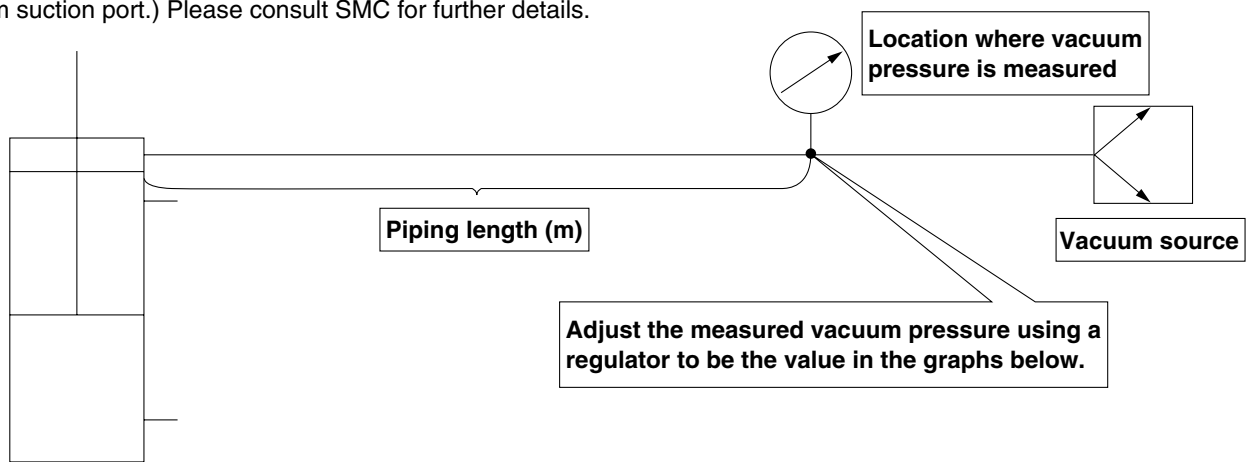 suction port.) Please consult SMC for further details.
Location where vacuum
pressure is measured
Piping length (m)
Vacuum source
Adjust the measured vacuum pressure using a
regulator to be the value in the graphs below.